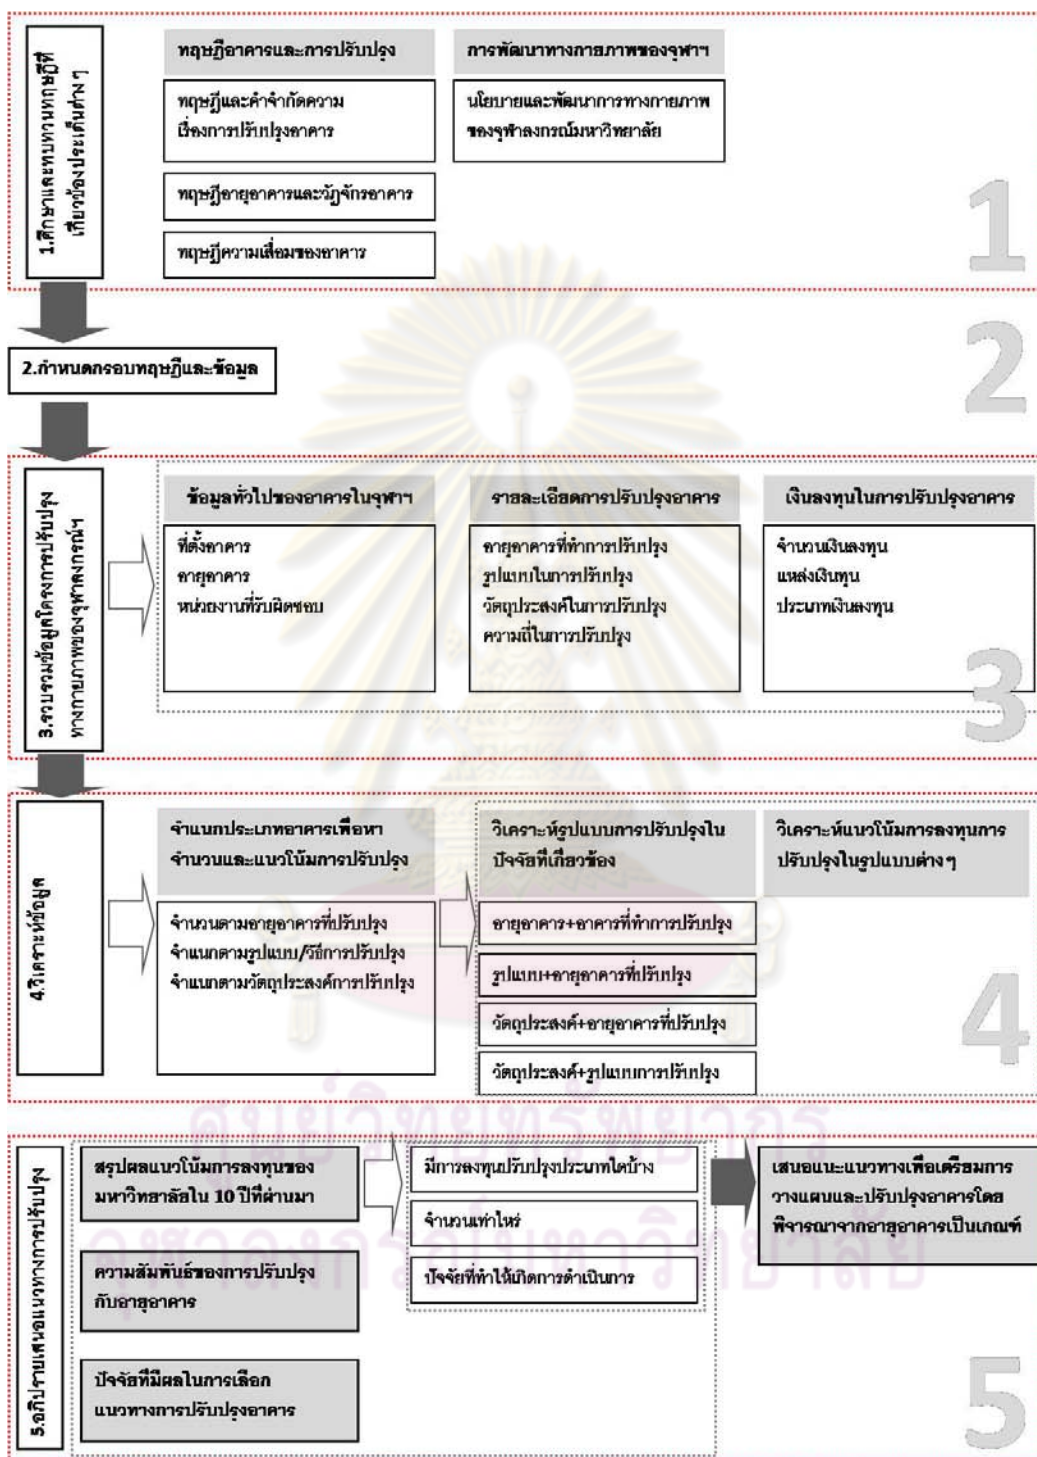 1.ศึกษาและทบทวนทฤษฎีที่
เกี่ยวข้องประเด็นต่างๆ
ทฤษฎีอาคารและการปรับปรุง
ทฤษฎีและคำจำกัดความ
เรื่องการปรับปรุงอาคาร
ทฤษฎีอายุอาคารและวัฏจักรอาคาร
ทฤษฎีความเสื่อมของอาคาร
การพัฒนาทางกายภาพของจุฬาฯ
นโยบายและพัฒนาการทางกายภาพ
ของจุฬาลงกรณ์มหาวิทยาลัย
1
2.กำหนดกรอบทฤษฎีและข้อมูล
2
3.รวบรวมข้อมูลโครงการปรับปรุง
ทางกายภาพของจุฬาลงกรณ์ฯ
ข้อมูลทั่วไปของอาคารในจุฬาฯ
ที่ตั้งอาคาร
อายุอาคาร
หน่วยงานที่รับผิดชอบ
รายละเอียดการปรับปรุงอาคาร
อายุอาคารที่ทำการปรับปรุง
รูปแบบในการปรับปรุง
วัตถุประสงค์ในการปรับปรุง
ความถี่ในการปรับปรุง
เงินลงทุนในการปรับปรุงอาคาร
จำนวนเงินลงทุน
แหล่งเงินทุน
ประเภทเงินลงทุน
3
4.วิเคราะห์ข้อมูล
จำแนกประเภทอาคารเพื่อหา
จำนวนและแนวโน้มการปรับปรุง
จำนวนตามอายุอาคารที่ปรับปรุง
จำแนกตามรูปแบบ/วิธีการปรับปรุง
จำแนกตามวัตถุประสงค์การปรับปรุง
วิเคราะห์รูปแบบการปรับปรุงใน
ปัจจัยที่เกี่ยวข้อง
อายุอาคาร+อาคารที่ทำการปรับปรุง
รูปแบบ+อายุอาคารที่ปรับปรุง
วัตถุประสงค์+อายุอาคารที่ปรับปรุง
วัตถุประสงค์+รูปแบบการปรับปรุง
วิเคราะห์แนวโน้มการลงทุนการ
ปรับปรุงในรูปแบบต่างๆ
4
ศูนย์วิทยทรัพยากร
จุฬาลงกรณ์มหาวิทยาลัย
5.อภิปรายเสนอแนวทางการปรับปรุง
สรุปผลแนวโน้มการลงทุนของ
มหาวิทยาลัยใน 10 ปีที่ผ่านมา
ความสัมพันธ์ของการปรับปรุง
กับอายุอาคาร
ปัจจัยที่มีผลในการเลือก
แนวทางการปรับปรุงอาคาร
มีการลงทุนปรับปรุงประเภทใดบ้าง
จำนวนเท่าไหร่
ปัจจัยที่ทำให้เกิดการดำเนินการ
เสนอแนะแนวทางเพื่อเตรียมการ
วางแผนและปรับปรุงอาคารโดย
พิจารณาจากอายุอาคารเป็นเกณฑ์
5